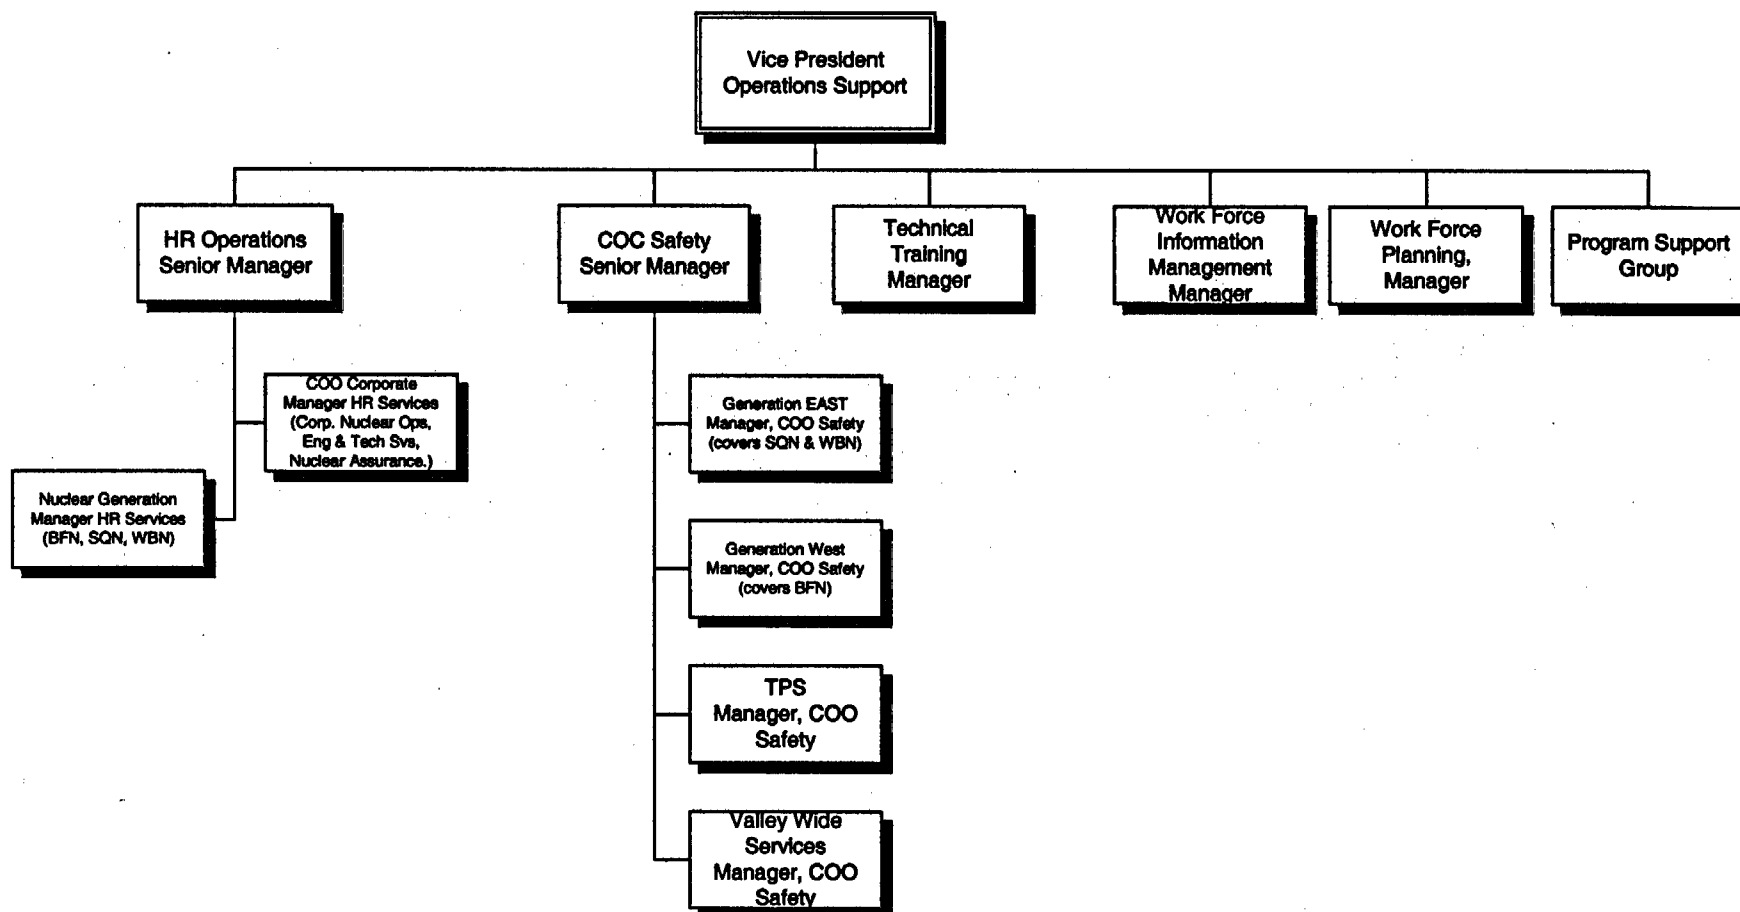 Vice President
Operations Support
HR Operations
Senior Manager
COC Safety
Senior Manager
Technical
Training
Manager
Work Force
Information
Management
Manager
Work Force
Planning,
Manager
Program Support
Group
COO Corporate
Manager HR Services
(Corp. Nuclear Ops,
Eng & Tech Svs,
Nuclear Assurance.)
Nuclear Generation
Manager HR Services
(BFN, SQN, WBN)
Generation EAST
Manager, COO Safety
(covers SQN & WBN)
Generation West
Manager, COO Safety
(covers BFN)
TPS
Manager, COO
Safety
Valley Wide
Services
Manager, COO
Safety